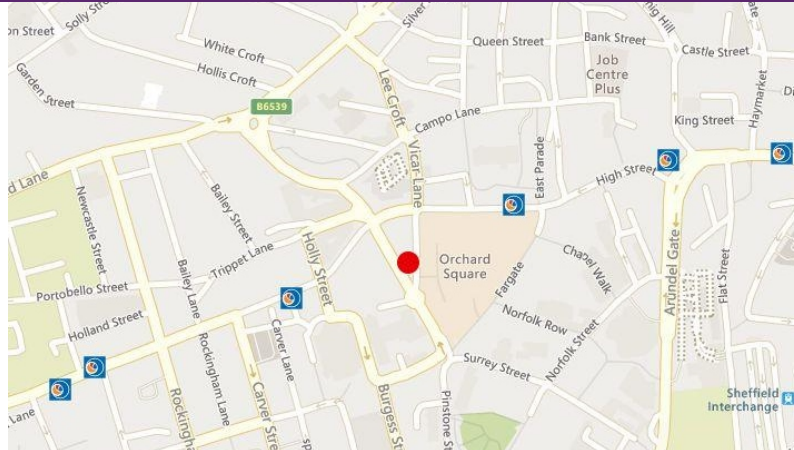 Solly Street
on Street
Silver
Queen Street
Bank Street
Castle Street
White Croft
Hollis Croft
Garden Street
Job
Centre
Plus
B6539
Lee Croft
Campo Lane
Vicar Lane
King Street
Haymarket
East Parade
High Street
d Lane
Newcastle Street
Bailey Street
Bailey Lane
Trippet Lane
Holly Street
Orchard
Square
Fargate
Chapel Walk
Arundel Gate
Flat Street
Portobello Street
Holland Street
Norfolk Row
Norfolk Street
Surrey Street
Carver Lane
Rockingham Lane
Carver Stre
Rockingha
Burgess St
Pinstone St
Lane
Sheffield
Interchange